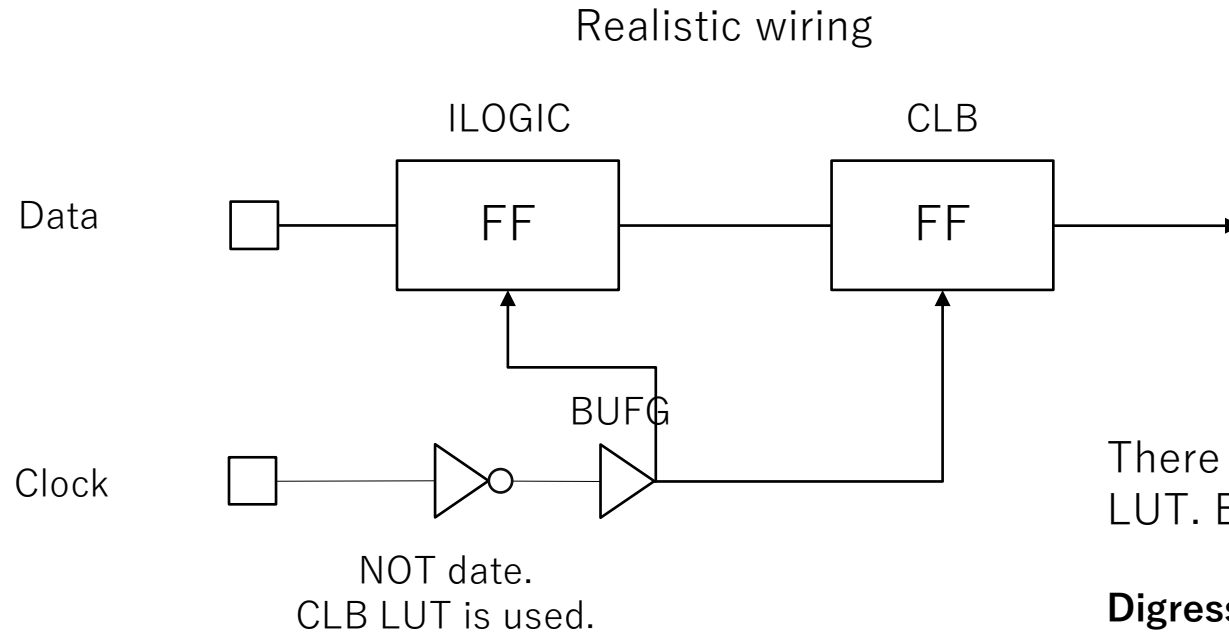 Realistic wiring
ILOGIC
CLB
Data
FF
FF
BUFG
Clock
There
LUT.
NOT date.
CLB LUT is used.
Digress